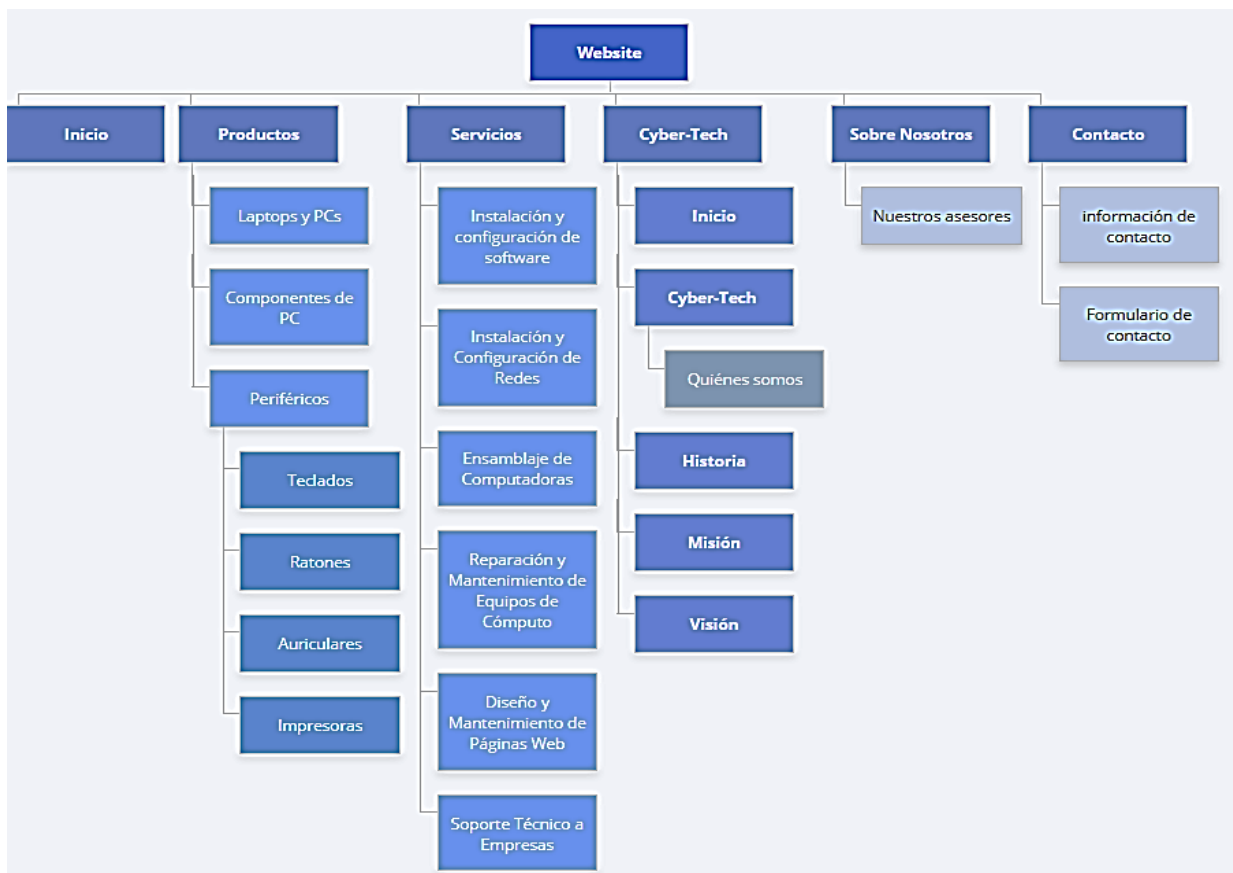 Website
Inicio
Productos
Servicios
Cyber-Tech
Sobre Nosotros
Contacto
Laptops y PCs
Componentes de
PC
Periféricos
Teclados
Ratones
Auriculares
Impresoras
Instalación y
configuración de
software
Instalación y
Configuración de
Redes
Ensamblaje de
Computadoras
Reparación y
Mantenimiento de
Equipos de
Cómputo
Diseño y
Mantenimiento de
Páginas Web
Soporte Técnico a
Empresas
Inicio
Cyber-Tech
Quiénes somos
Historia
Misión
Visión
Nuestros asesores
información de
contacto
Formulario de
contacto